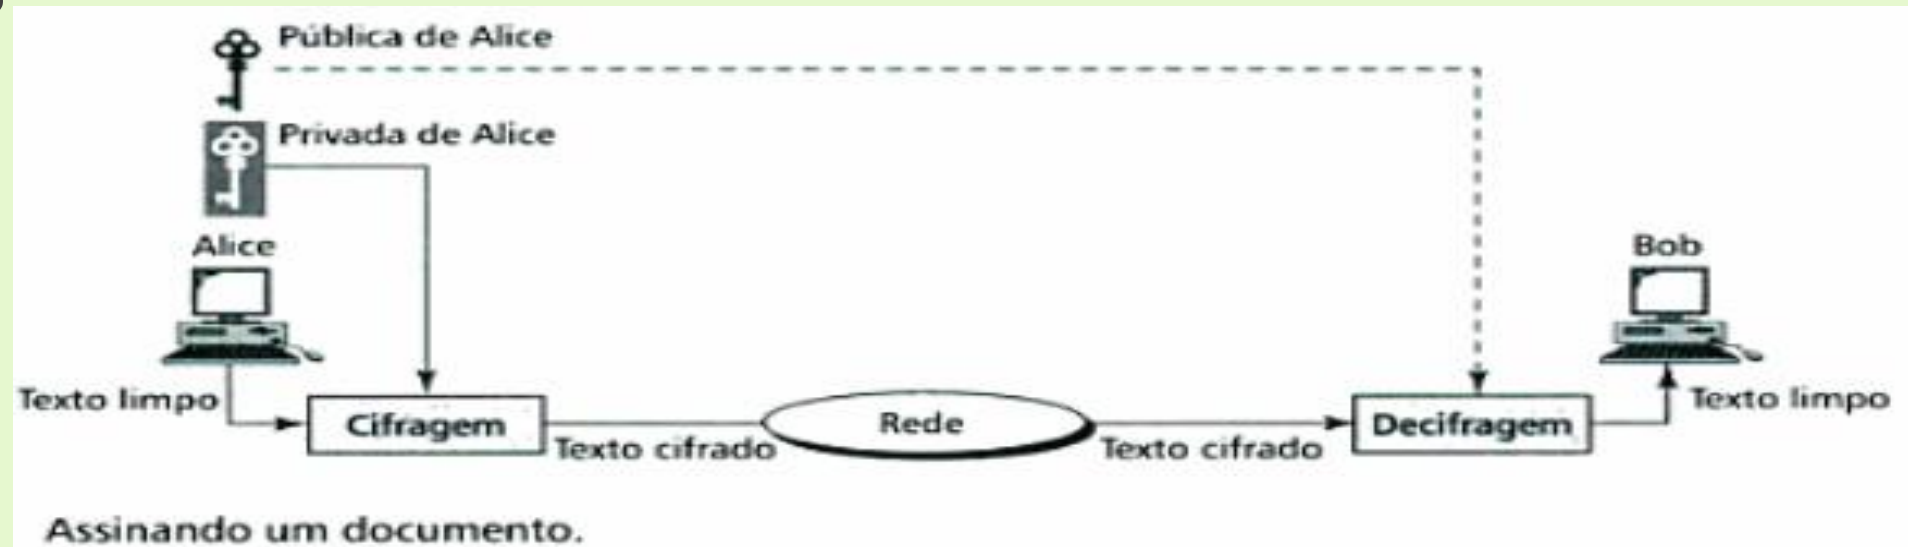 Pública de Alice
Privada de Alice
Alice
Bob
Texto limpo
Cifragem
Texto cifrado
Rede
Texto cifrado
Decifragem
Texto limpo
Assinando um documento.